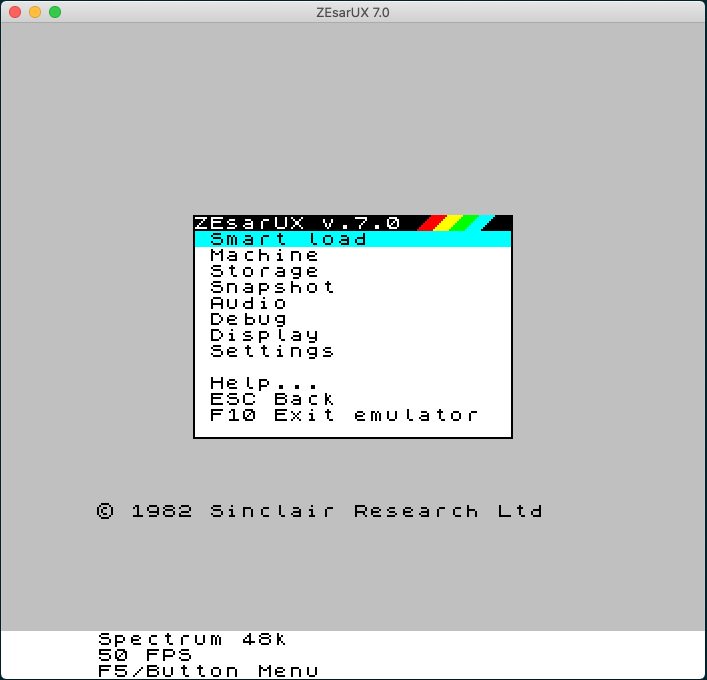 ZEsarUX 7.0
ZEsarUX v.7.0
Smart load
Machine
Storage
Snapshot
Audio
Debug
Display
Settings
Help...
ESC Back
F10 Exit emulator
© 1982 Sinclair Research Ltd
Spectrum 48k
50 FPS
F5/Button Menu